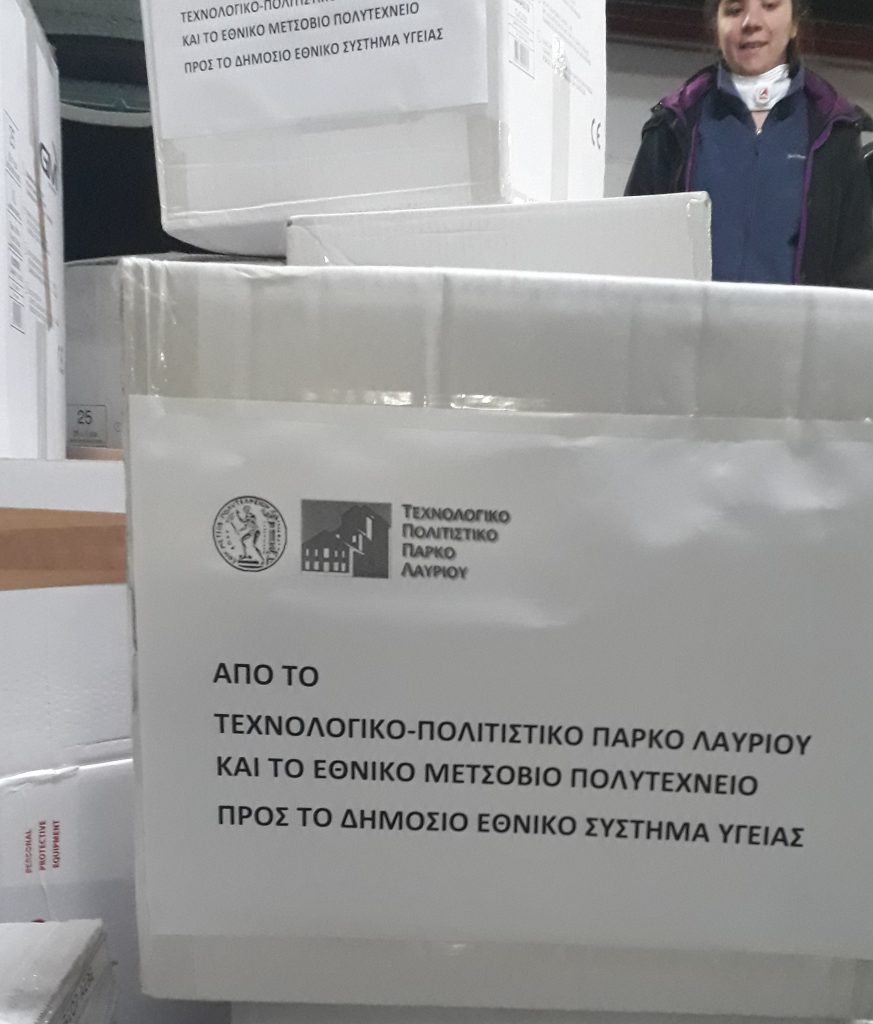 ΤΕΧΝΟΛΟΓΙΚΟ-ΠΟΛΙΤΙΣΤΙΚΟ
ΚΑΙ ΤΟ ΕΘΝΙΚΟ ΜΕΤΣΟΒΙΟ ΠΟΛΥΤΕΧΝΕΙΟ
ΠΡΟΣ ΤΟ ΔΗΜΟΣΙΟ ΕΘΝΙΚΟ ΣΥΣΤΗΜΑ ΥΓΕΙΑΣ
CE
25
ΤΕΧΝΟΛΟΓΙΚΟ
ΠΟΛΙΤΙΣΤΙΚΟ
ΠΑΡΚΟ
ΛΑΥΡΙΟΥ
ΑΠΟ ΤΟ
ΤΕΧΝΟΛΟΓΙΚΟ-ΠΟΛΙΤΙΣΤΙΚΟ ΠΑΡΚΟ ΛΑΥΡΙΟΥ
ΚΑΙ ΤΟ ΕΘΝΙΚΟ ΜΕΤΣΟΒΙΟ ΠΟΛΥΤΕΧΝΕΙΟ
ΠΡΟΣ ΤΟ ΔΗΜΟΣΙΟ ΕΘΝΙΚΟ ΣΥΣΤΗΜΑ ΥΓΕΙΑΣ
PERSONAL
PROTECTIVE
EQUIPMENT